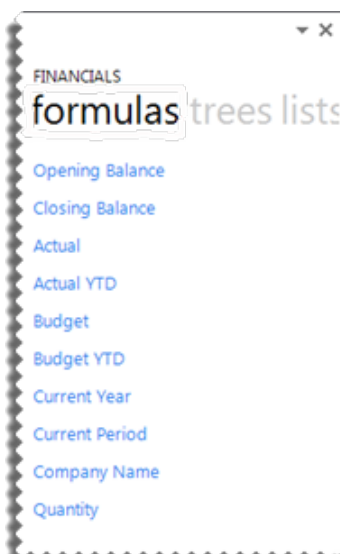 FINANCIALS
formulas trees lists
Opening Balance
Closing Balance
Actual
Actual YTD
Budget
Budget YTD
Current Year
Current Period
Company Name
Quantity